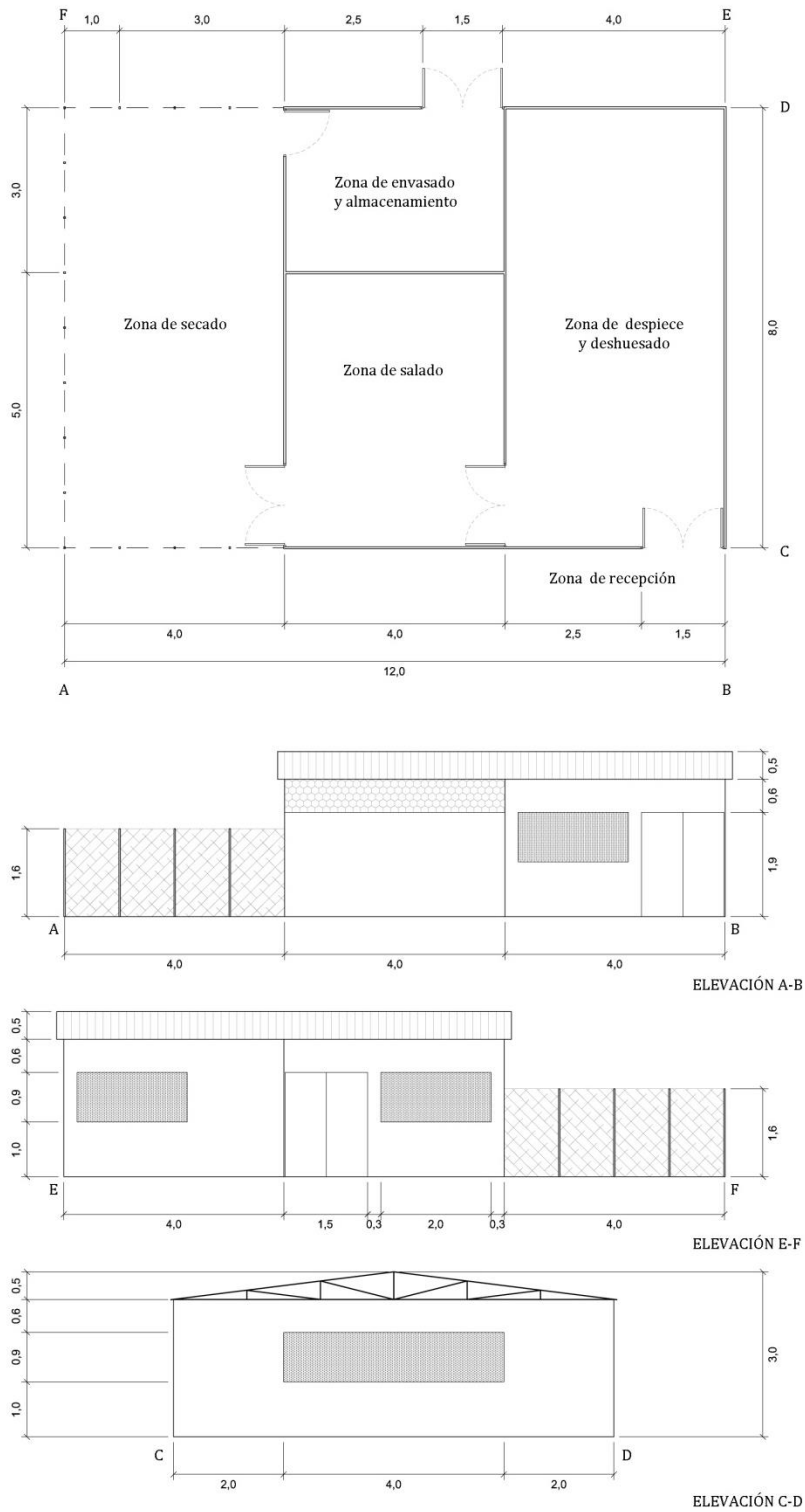 F
E
1,0
3,0
2,5
1,5
4,0
D
3,0
Zona de envasado
y almacenamiento
Zona de secado
Zona de despiece
y deshuesado
8,0
Zona de salado
5,0
C
Zona de recepción
4,0
4,0
2,5
1,5
12,0
A
B
0,5
0,6
1,6
1,9
A
B
4,0
4,0
4,0
ELEVACIÓN A-B
0,5
0,6
0,9
1,0
1,6
E
F
4,0
1,5
0,3
2,0
0,3
4,0
ELEVACIÓN E-F
0,5
0,6
0,9
3,0
1,0
C
D
2,0
4,0
2,0
ELEVACIÓN C-D